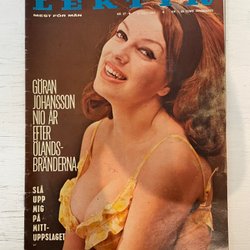 LEKTYR
MEST FÖR MÄN
GÖRAN
JOHANSSON
NIO ÅR
EFTER
ÖLANDS-
BRÄNDERNA
SLÅ
UPP
MIG
PÅ
MITT-
UPPSLAGET